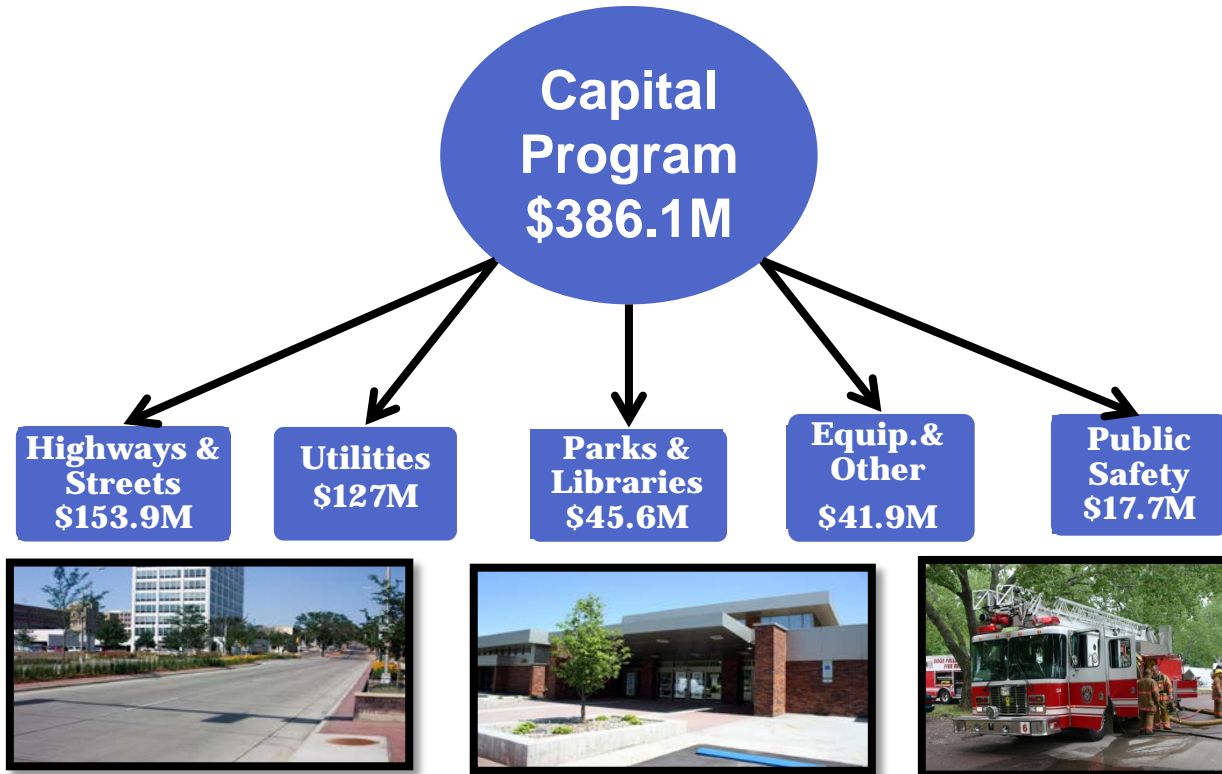 Capital
Program
$386.1M
Highways &
Streets
$153.9M
Utilities
$127M
Parks &
Libraries
$45.6M
Equip.&
Other
$41.9M
Public
Safety
$17.7M
6